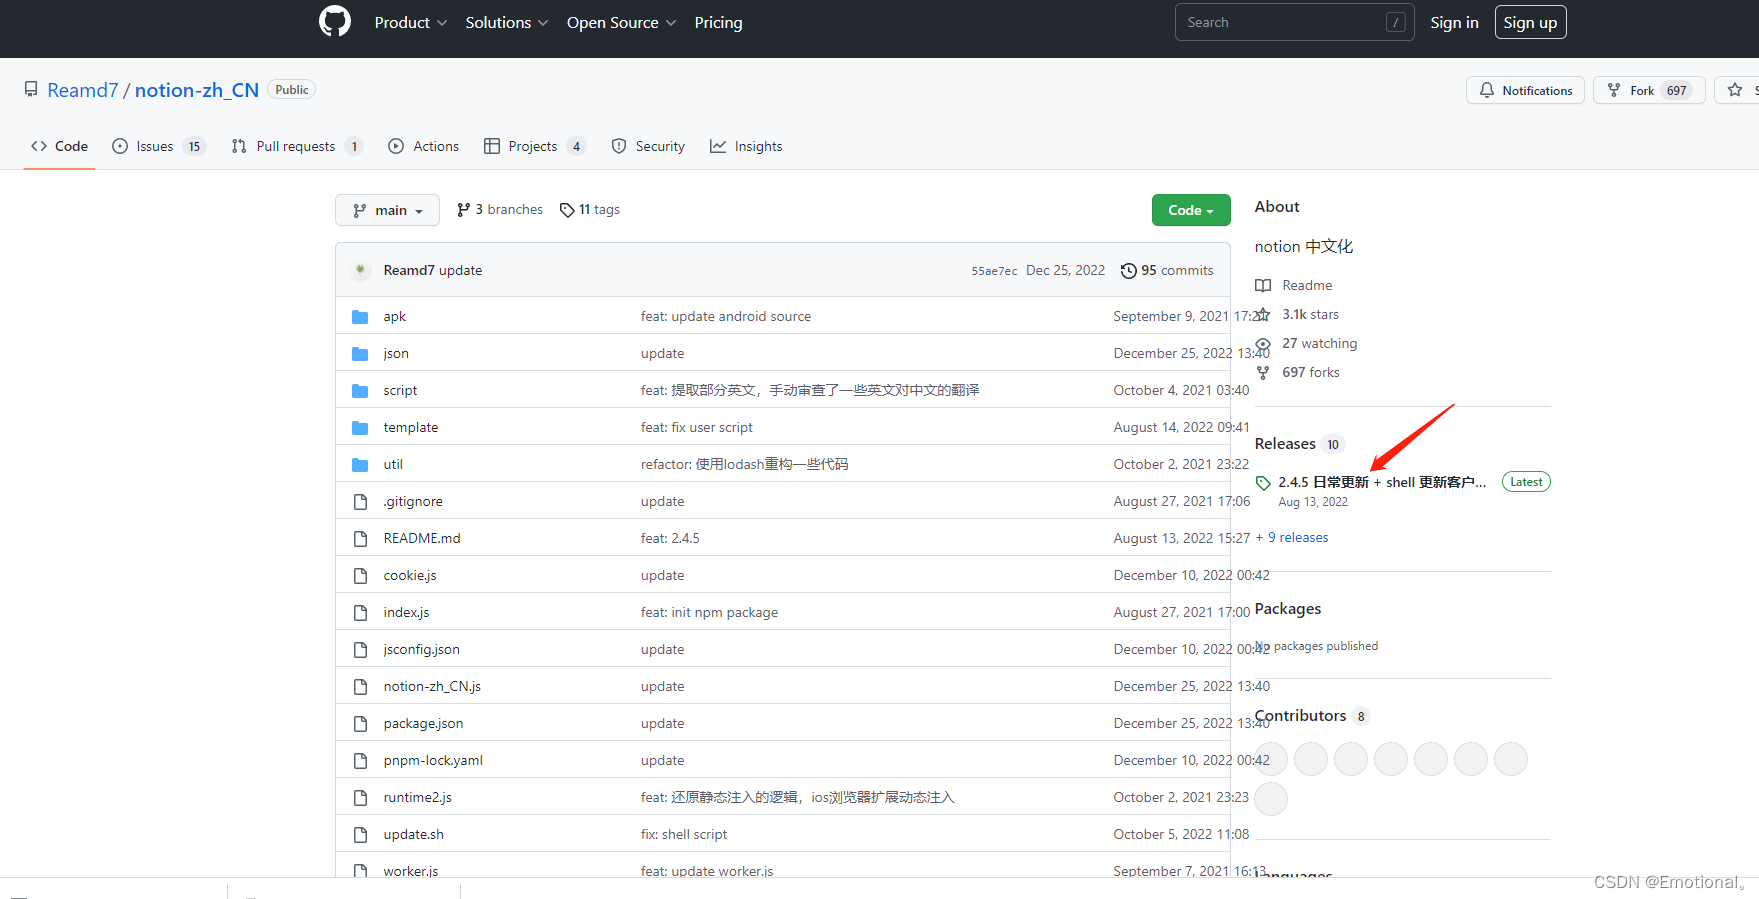 Product Solutions Open Source Pricing Search / Sign in Sign up
Reamd7 / notion-zh_CN Public Notifications Fork 697
Code Issues 15 Pull requests 1 Actions Projects 4 Security Insights
main 3 branches 11 tags Code
Reamd7 update 55ae7ec Dec 25, 2022 95 commits
apk feat: update android source September 9, 2021
json update December 25, 2022 13:40
script feat: 提取部分英文，手动审查了一些英文对中文的翻译 October 4, 2021 03:40
template feat: fix user script August 14, 2022 09:41
util refactor: 使用lodash重构一些代码 October 2, 2021 23:22
.gitignore update August 27, 2021 17:06
README.md feat: 2.4.5 August 13, 2022 15:27
cookie.js update December 10, 2022 00:42
index.js feat: init npm package August 27, 2021 17:00
jsconfig.json update December 10, 2022 00:42
notion-zh_CN.js update December 25, 2022 13:40
package.json update December 25, 2022 13:40
pnpm-lock.yaml update December 10, 2022 00:42
runtime2.js feat: 还原静态注入的逻辑，ios浏览器扩展动态注入 October 2, 2021 23:23
update.sh fix: shell script October 5, 2022 11:08
worker.js feat: update worker.js September 7, 2021 16:13
About
notion 中文化
Readme
3.1k stars
27 watching
697 forks
Releases 10
2.4.5 日常更新 + shell 更新客户... Latest
Aug 13, 2022
+ 9 releases
Packages
No packages published
Contributors 8
Languages
CSDN @Emotional。